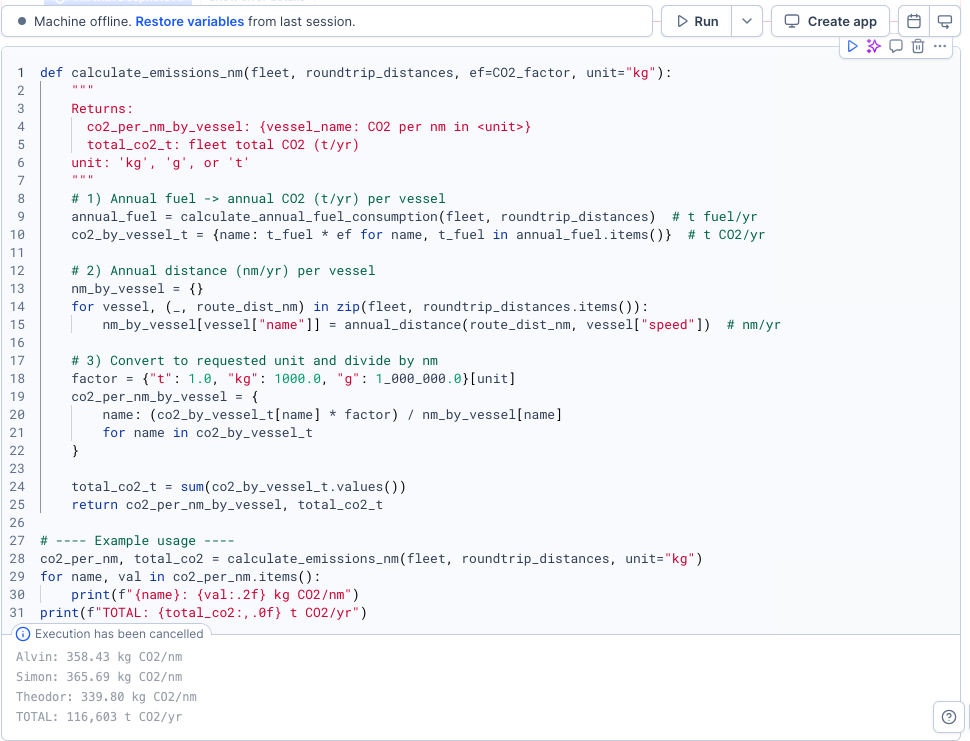 Machine offline. Restore variables from last session.
Run
Create app
1 def calculate_emissions_nm(fleet, roundtrip_distances, ef=CO2_factor, unit="kg"):
2     """
3     Returns:
4       co2_per_nm_by_vessel: {vessel_name: CO2 per nm in <unit>}
5       total_co2_t: fleet total CO2 (t/yr)
6     unit: 'kg', 'g', or 't'
7     """
8     # 1) Annual fuel -> annual CO2 (t/yr) per vessel
9     annual_fuel = calculate_annual_fuel_consumption(fleet, roundtrip_distances)  # t fuel/yr
10     co2_by_vessel_t = {name: t_fuel * ef for name, t_fuel in annual_fuel.items()}  # t CO2/yr
11
12     # 2) Annual distance (nm/yr) per vessel
13     nm_by_vessel = {}
14     for vessel, (_, route_dist_nm) in zip(fleet, roundtrip_distances.items()):
15         nm_by_vessel[vessel["name"]] = annual_distance(route_dist_nm, vessel["speed"])  # nm/yr
16
17     # 3) Convert to requested unit and divide by nm
18     factor = {"t": 1.0, "kg": 1000.0, "g": 1_000_000.0}[unit]
19     co2_per_nm_by_vessel = {
20         name: (co2_by_vessel_t[name] * factor) / nm_by_vessel[name]
21         for name in co2_by_vessel_t
22     }
23
24     total_co2_t = sum(co2_by_vessel_t.values())
25     return co2_per_nm_by_vessel, total_co2_t
26
27 # ---- Example usage ----
28 co2_per_nm, total_co2 = calculate_emissions_nm(fleet, roundtrip_distances, unit="kg")
29 for name, val in co2_per_nm.items():
30     print(f"{name}: {val:.2f} kg CO2/nm")
31 print(f"TOTAL: {total_co2:,.0f} t CO2/yr")
Execution has been cancelled
Alvin: 358.43 kg CO2/nm
Simon: 365.69 kg CO2/nm
Theodor: 339.80 kg CO2/nm
TOTAL: 116,603 t CO2/yr